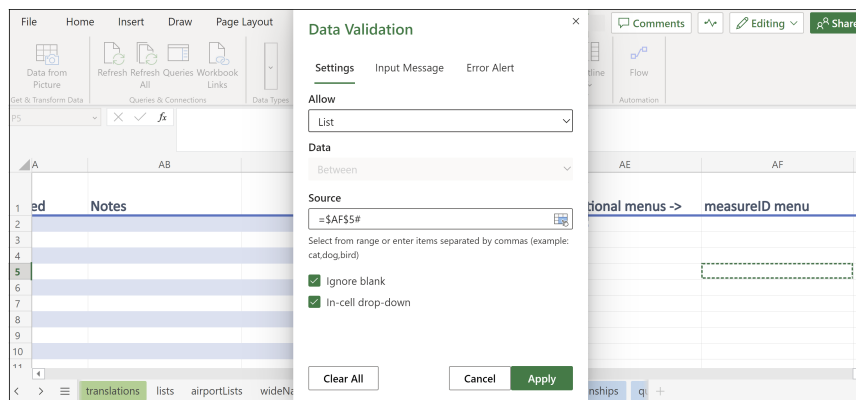 File Home Insert Draw Page Layout
Data from Picture
Refresh Refresh All Queries Workbook Links
Get & Transform Data Queries & Connections Data Types
Data Validation
×
Comments Editing Share
Flow
Automation
P5 fx
Settings Input Message Error Alert
Allow
List
Data
Between
Source
=$AF$5#
Select from range or enter items separated by commas (example:
cat,dog,bird)
Ignore blank
In-cell drop-down
Clear All Cancel Apply
A AB AE AF
1 ed Notes tional menus -> measureID menu
2
3
4
5
6
7
8
9
10
11
translations lists airportLists wideNa nships qu